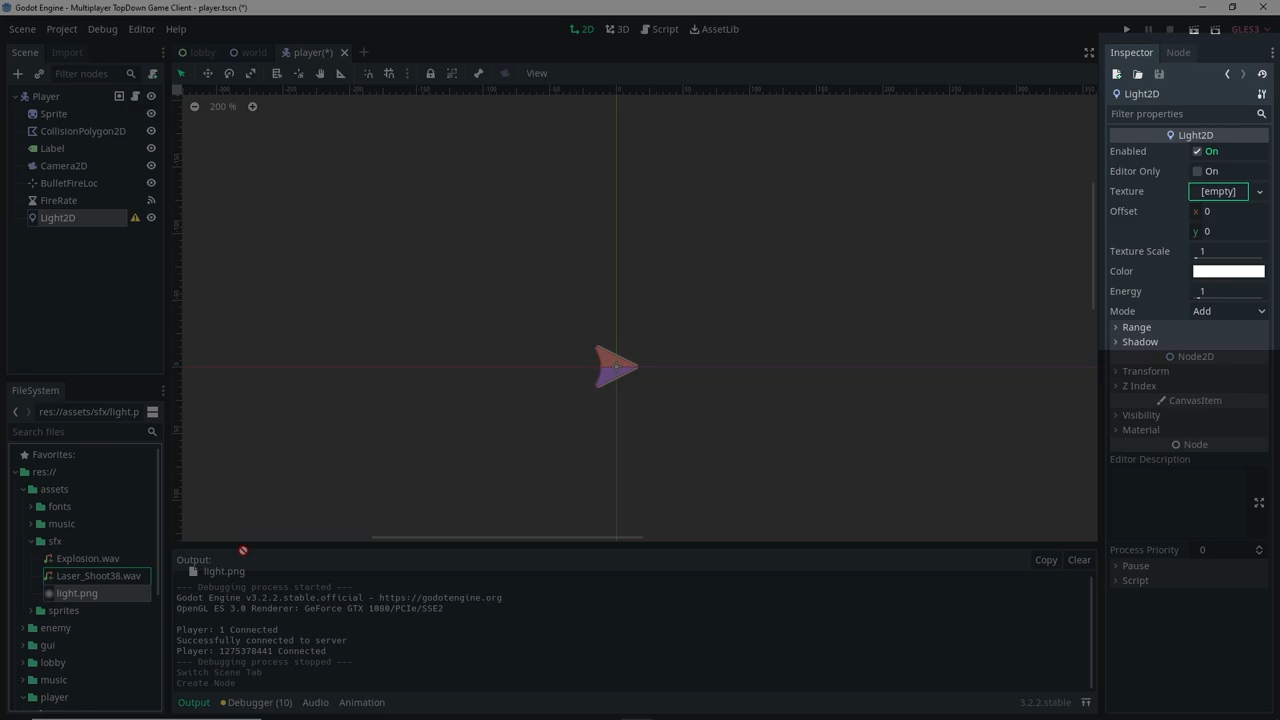 Godot Engine - Multiplayer TopDown Game Client - player.tscn (*)
Scene Project Debug Editor Help
2D 3D Script AssetLib
GLES3
Scene Import
lobby world player(*)
Inspector Node
Filter nodes
View
Player
200 %
Light2D
Sprite
Filter properties
CollisionPolygon2D
Light2D
Label
Enabled On
Camera2D
Editor Only On
BulletFireLoc
Texture [empty]
FireRate
Offset x 0
Light2D
y 0
Texture Scale 1
Color
Energy 1
Mode Add
Range
Shadow
Node2D
Transform
Z Index
CanvasItem
Visibility
Material
Node
Editor Description
Process Priority 0
Pause
Script
FileSystem
res://assets/sfx/light.p
Search files
Favorites:
res://
assets
fonts
music
sfx
Explosion.wav
Laser_Shoot38.wav
light.png
sprites
enemy
gui
lobby
music
player
Output:
Copy Clear
light.png
--- Debugging process started ---
Godot Engine v3.2.2.stable.official - https://godotengine.org
OpenGL ES 3.0 Renderer: GeForce GTX 1080/PCIe/SSE2
Player: 1 Connected
Successfully connected to server
Player: 1275378441 Connected
--- Debugging process stopped ---
Switch Scene Tab
Create Node
Output Debugger (10) Audio Animation
3.2.2.stable